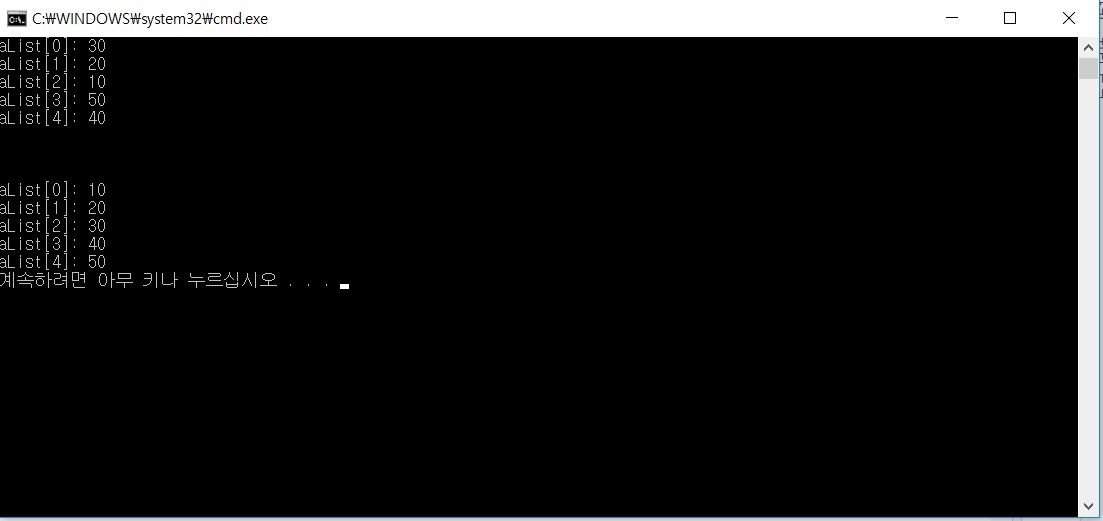 C:₩WINDOWS₩system32₩cmd.exe
aList[0]: 30
aList[1]: 20
aList[2]: 10
aList[3]: 50
aList[4]: 40
aList[0]: 10
aList[1]: 20
aList[2]: 30
aList[3]: 40
aList[4]: 50
계속하려면 아무 키나 누르십시오 . . .